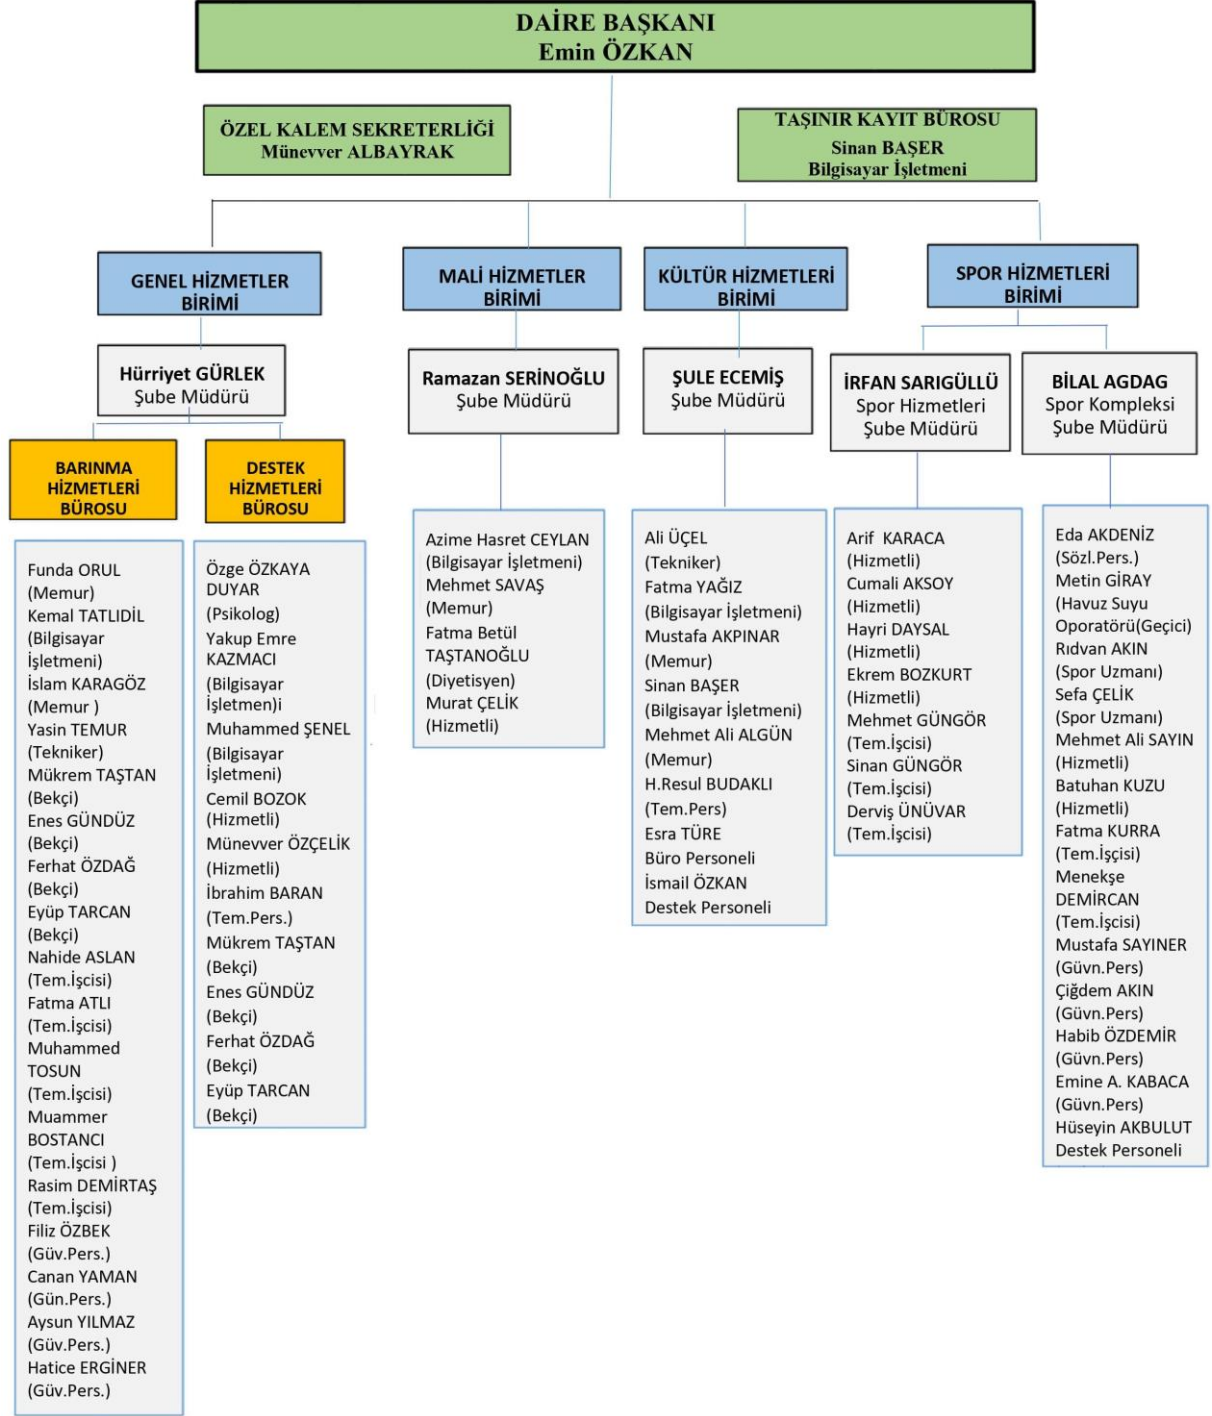 DAİRE BAŞKANI
Emin ÖZKAN
ÖZEL KALEM SEKRETERLİĞİ
Münevver ALBAYRAK
TAŞINIR KAYIT BÜROSU
Sinan BAŞER
Bilgisayar İşletmeni
GENEL HİZMETLER
BİRİMİ
MALİ HİZMETLER
BİRİMİ
KÜLTÜR HİZMETLERİ
BİRİMİ
SPOR HİZMETLERİ
BİRİMİ
Hürriyet GÜRLEK
Şube Müdürü
Ramazan SERİNOĞLU
Şube Müdürü
ŞULE ECEMİŞ
Şube Müdürü
İRFAN SARIGÜLLÜ
Spor Hizmetleri
Şube Müdürü
BİLAL AGDAG
Spor Kompleksi
Şube Müdürü
BARINMA
HİZMETLERİ
BÜROSU
DESTEK
HİZMETLERİ
BÜROSU
Funda ORUL
(Memur)
Kemal TATLIDİL
(Bilgisayar
İşletmeni)
İslam KARAGÖZ
(Memur )
Yasin TEMUR
(Tekniker)
Mükrem TAŞTAN
(Bekçi)
Enes GÜNDÜZ
(Bekçi)
Ferhat ÖZDAĞ
(Bekçi)
Eyüp TARCAN
(Bekçi)
Nahide ASLAN
(Tem.İşcisi)
Fatma ATLI
(Tem.İşcisi)
Muhammed
TOSUN
(Tem.İşcisi)
Muammer
BOSTANCI
(Tem.İşcisi )
Rasim DEMİRTAŞ
(Tem.İşcisi)
Filiz ÖZBEK
(Güv.Pers.)
Canan YAMAN
(Gün.Pers.)
Aysun YILMAZ
(Güv.Pers.)
Hatice ERGİNER
(Güv.Pers.)
Özge ÖZKAYA
DUYAR
(Psikolog)
Yakup Emre
KAZMACI
(Bilgisayar
İşletmen)i
Muhammed ŞENEL
(Bilgisayar
İşletmeni)
Cemil BOZOK
(Hizmetli)
Münevver ÖZÇELİK
(Hizmetli)
İbrahim BARAN
(Tem.Pers.)
Mükrem TAŞTAN
(Bekçi)
Enes GÜNDÜZ
(Bekçi)
Ferhat ÖZDAĞ
(Bekçi)
Eyüp TARCAN
(Bekçi)
Azime Hasret CEYLAN
(Bilgisayar İşletmeni)
Mehmet SAVAŞ
(Memur)
Fatma Betül
TAŞTANOĞLU
(Diyetisyen)
Murat ÇELİK
(Hizmetli)
Ali ÜÇEL
(Tekniker)
Fatma YAĞIZ
(Bilgisayar İşletmeni)
Mustafa AKPINAR
(Memur)
Sinan BAŞER
(Bilgisayar İşletmeni)
Mehmet Ali ALGÜN
(Memur)
H.Resul BUDAKLI
(Tem.Pers)
Esra TÜRE
Büro Personeli
İsmail ÖZKAN
Destek Personeli
Arif  KARACA
(Hizmetli)
Cumali AKSOY
(Hizmetli)
Hayri DAYSAL
(Hizmetli)
Ekrem BOZKURT
(Hizmetli)
Mehmet GÜNGÖR
(Tem.İşcisi)
Sinan GÜNGÖR
(Tem.İşcisi)
Derviş ÜNÜVAR
(Tem.İşcisi)
Eda AKDENİZ
(Sözl.Pers.)
Metin GİRAY
(Havuz Suyu
Oporatörü(Geçici)
Rıdvan AKIN
(Spor Uzmanı)
Sefa ÇELİK
(Spor Uzmanı)
Mehmet Ali SAYIN
(Hizmetli)
Batuhan KUZU
(Hizmetli)
Fatma KURRA
(Tem.İşçisi)
Menekşe
DEMİRCAN
(Tem.İşcisi)
Mustafa SAYINER
(Güvn.Pers)
Çiğdem AKIN
(Güvn.Pers)
Habib ÖZDEMİR
(Güvn.Pers)
Emine A. KABACA
(Güvn.Pers)
Hüseyin AKBULUT
Destek Personeli